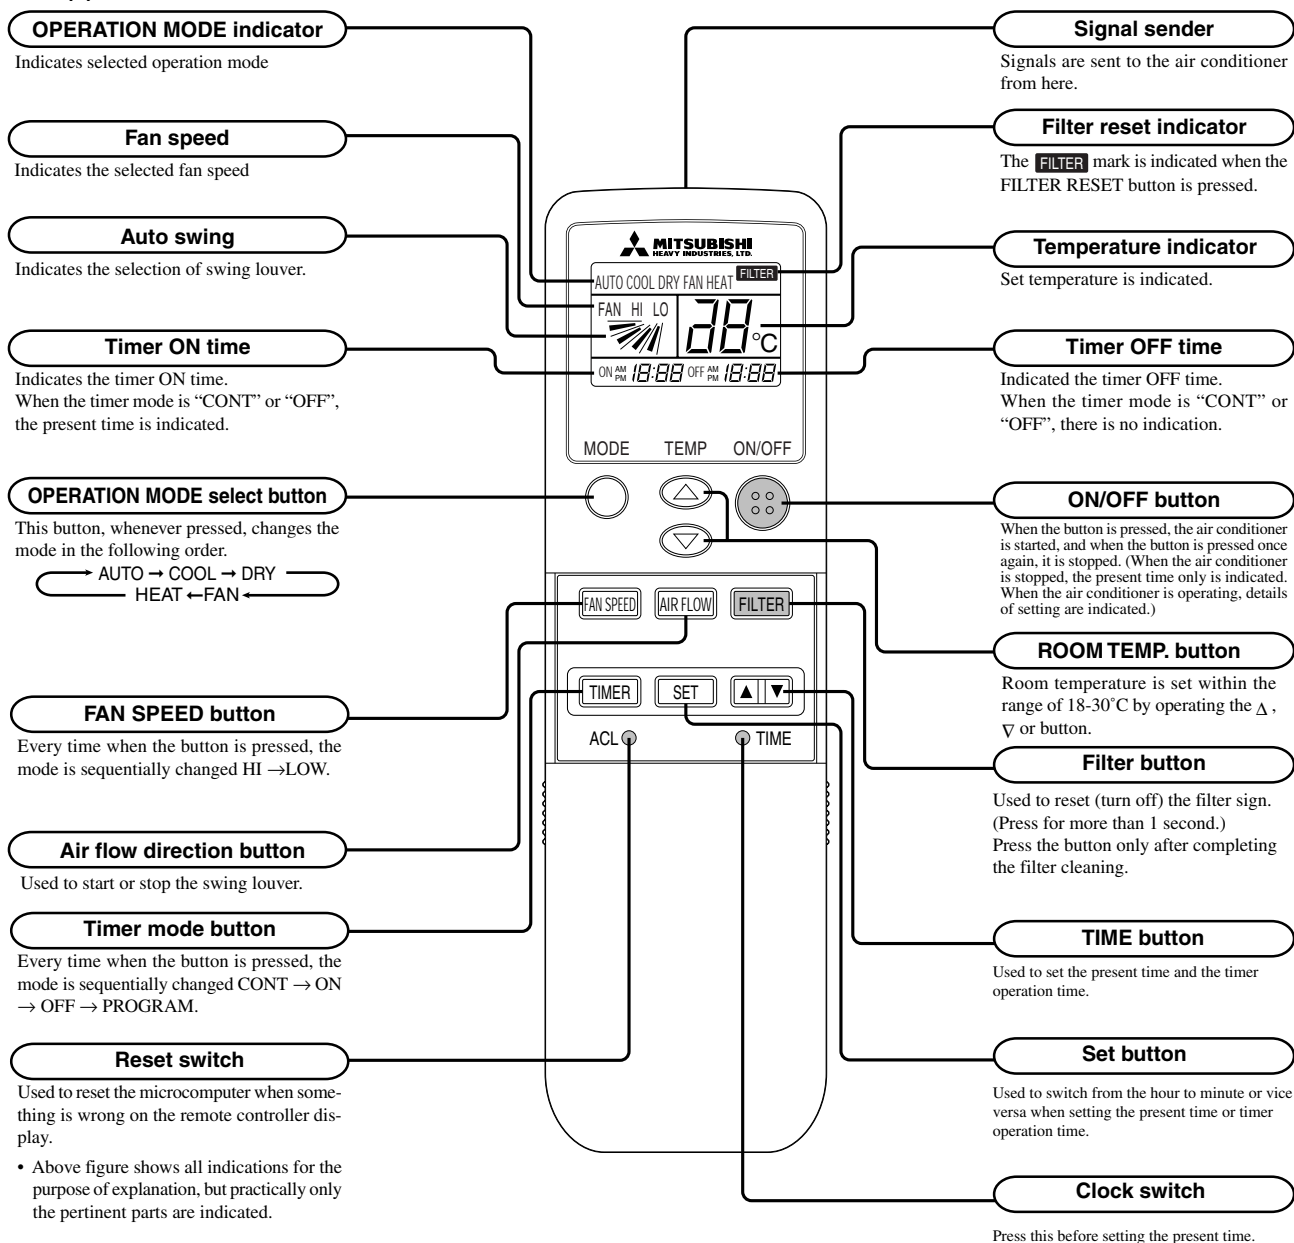 OPERATION MODE indicator
Indicates selected operation mode
Fan speed
Indicates the selected fan speed
Auto swing
Indicates the selection of swing louver.
Timer ON time
Indicates the timer ON time.
When the timer mode is “CONT” or “OFF”,
the present time is indicated.
OPERATION MODE select button
This button, whenever pressed, changes the
mode in the following order.
AUTO → COOL → DRY
HEAT ←FAN←
FAN SPEED button
Every time when the button is pressed, the
mode is sequentially changed HI →LOW.
Air flow direction button
Used to start or stop the swing louver.
Timer mode button
Every time when the button is pressed, the
mode is sequentially changed CONT → ON
→ OFF → PROGRAM.
Reset switch
Used to reset the microcomputer when some-
thing is wrong on the remote controller dis-
play.
• Above figure shows all indications for the
purpose of explanation, but practically only
the pertinent parts are indicated.
MITSUBISHI
HEAVY INDUSTRIES, LTD.
AUTO COOL DRY FAN HEAT FILTER
FAN HI LO
38 °C
ON AM PM 18:88 OFF AM PM 18:88
MODE TEMP ON/OFF
FAN SPEED AIR FLOW FILTER
TIMER SET ▲ ▼
ACL TIME
Signal sender
Signals are sent to the air conditioner
from here.
Filter reset indicator
The FILTER mark is indicated when the
FILTER RESET button is pressed.
Temperature indicator
Set temperature is indicated.
Timer OFF time
Indicated the timer OFF time.
When the timer mode is “CONT” or
“OFF”, there is no indication.
ON/OFF button
When the button is pressed, the air conditioner
is started, and when the button is pressed once
again, it is stopped. (When the air conditioner
is stopped, the present time only is indicated.
When the air conditioner is operating, details
of setting are indicated.)
ROOM TEMP. button
Room temperature is set within the
range of 18-30˚C by operating the △ ,
▽ or button.
Filter button
Used to reset (turn off) the filter sign.
(Press for more than 1 second.)
Press the button only after completing
the filter cleaning.
TIME button
Used to set the present time and the timer
operation time.
Set button
Used to switch from the hour to minute or vice
versa when setting the present time or timer
operation time.
Clock switch
Press this before setting the present time.